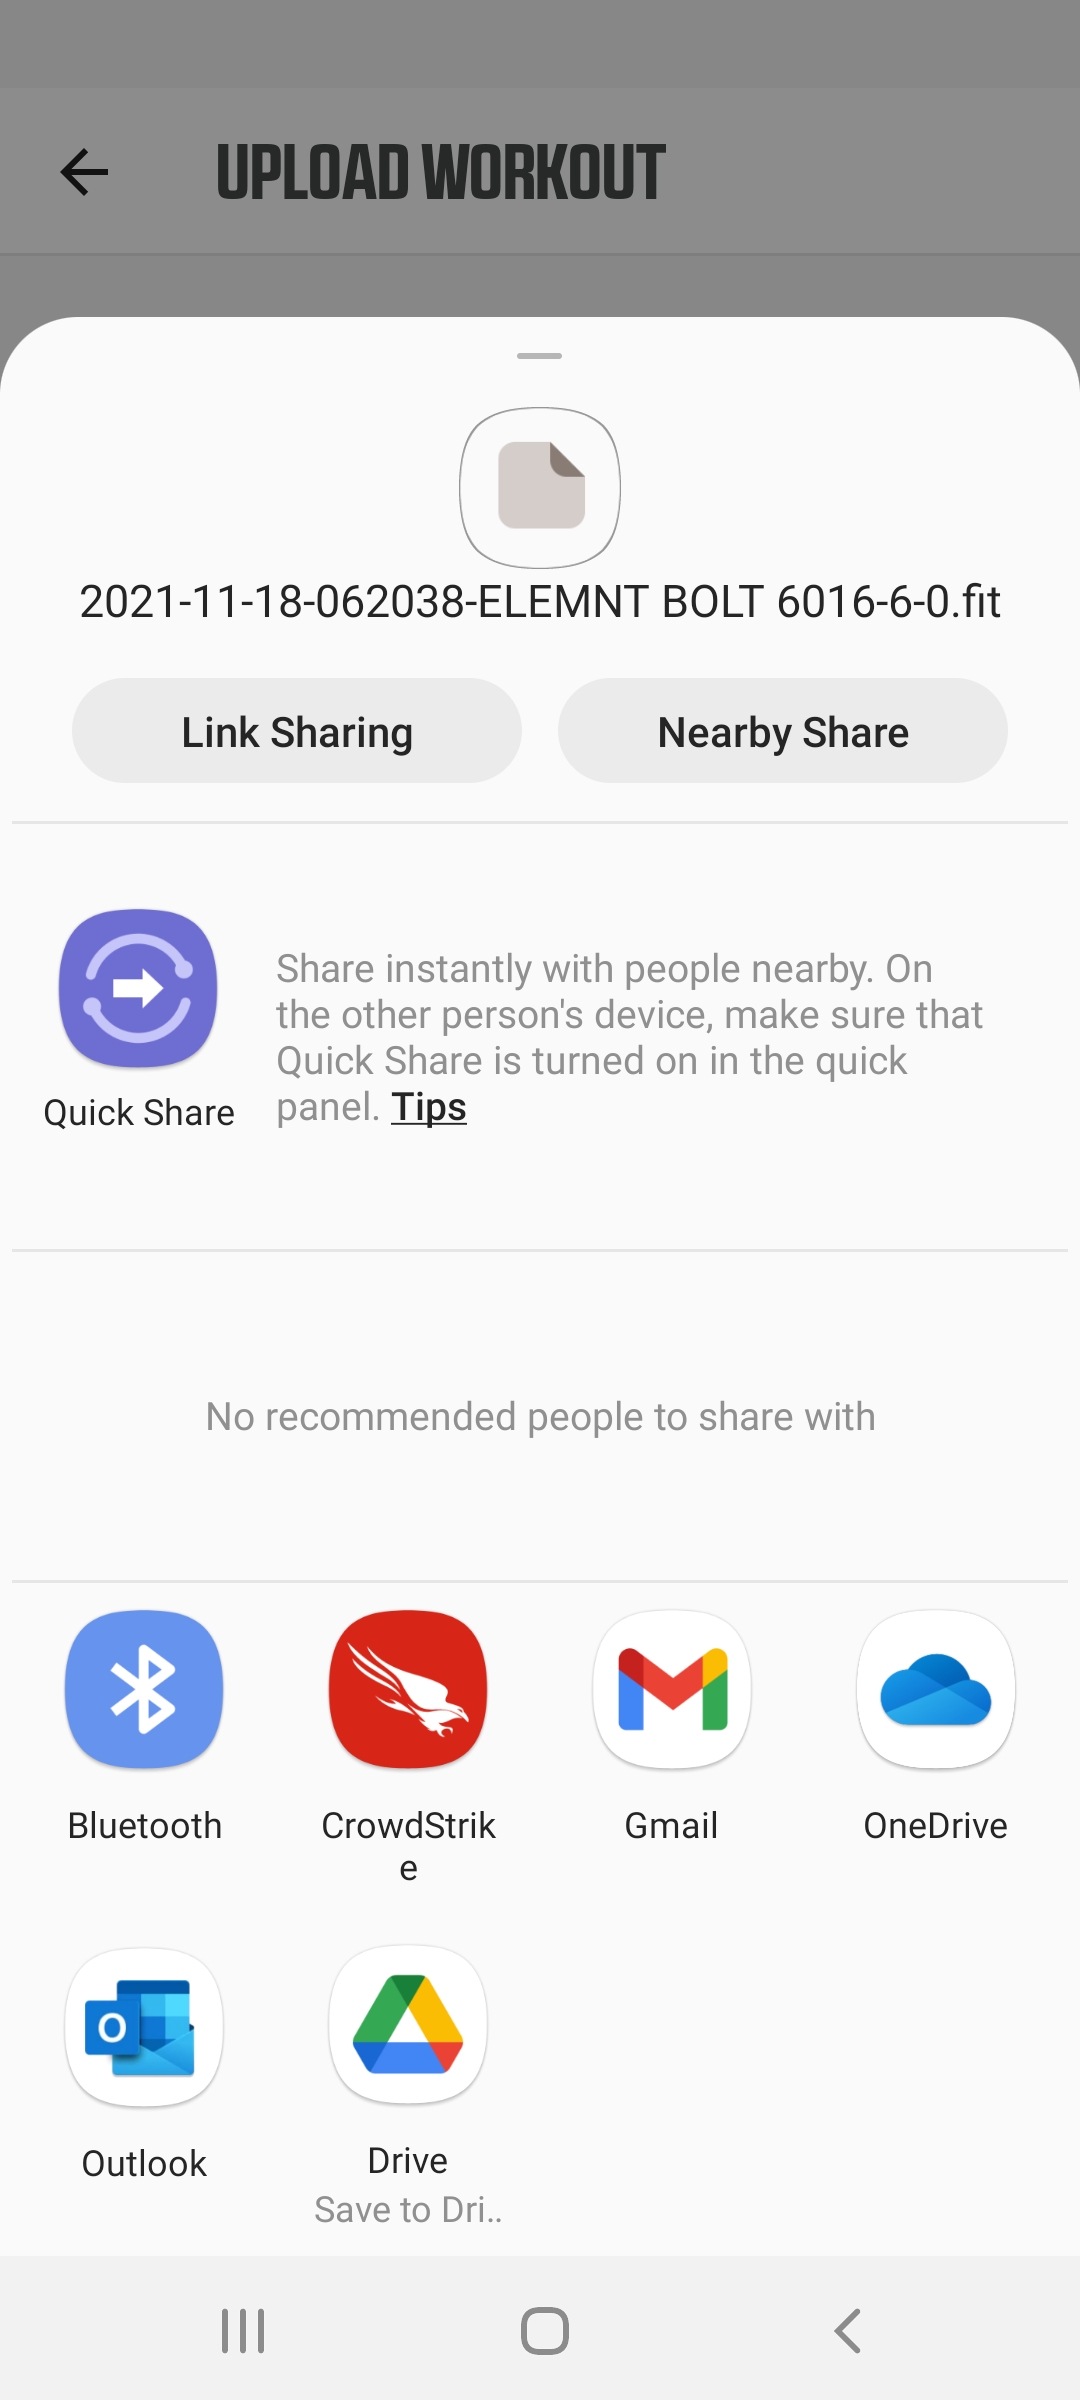 UPLOAD WORKOUT
2021-11-18-062038-ELEMNT BOLT 6016-6-0.fit
Link Sharing
Nearby Share
Share instantly with people nearby. On
the other person's device, make sure that
Quick Share is turned on in the quick
panel. Tips
Quick Share
No recommended people to share with
Bluetooth
CrowdStrik
e
Gmail
OneDrive
Outlook
Drive
Save to Dri..